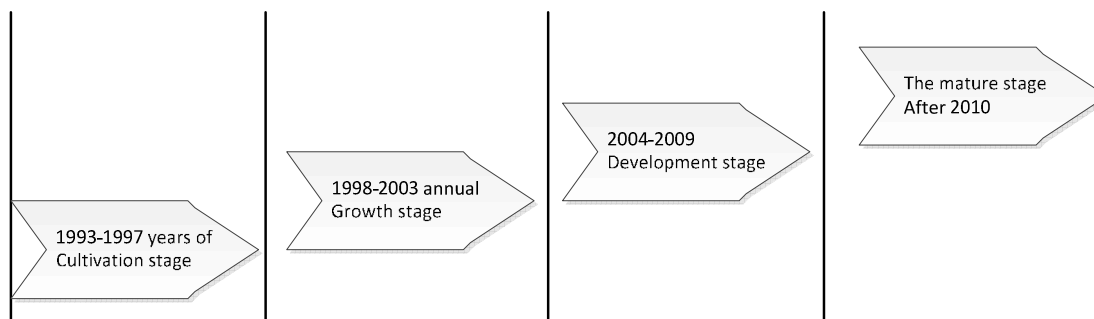 1993-1997 years of
Cultivation stage
1998-2003 annual
Growth stage
2004-2009
Development stage
The mature stage
After 2010